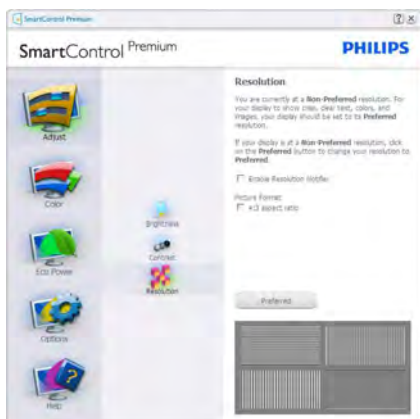 SmartControl Premium
SmartControl Premium
PHILIPS
Adjust
Color
Eco Power
Options
Help
Brightness
Contrast
Resolution
Resolution
You are currently at a Non-Preferred resolution. For
your display to show crisp, clear text, colors, and
images, your display should be set to its Preferred
resolution.
If your display is at a Non-Preferred resolution, click
on the Preferred button to change your resolution to
Preferred.
Enable Resolution Notifier
Picture Format
4:3 aspect ratio
Preferred